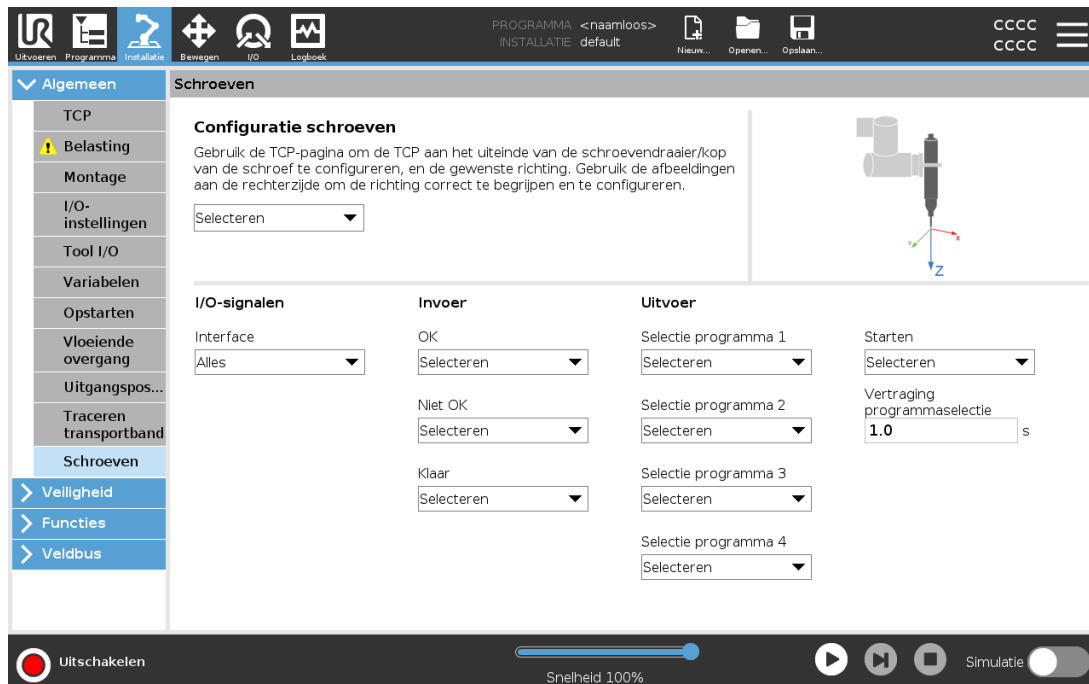 UR
Uitvoeren Programma Installatie Bewegen I/O Logboek
PROGRAMMA <naamloos>
INSTALLATIE default
Nieuw... Openen... Opslaan...
CCCC
CCCC
Algemeen
TCP
Belasting
Montage
I/O-
instellingen
Tool I/O
Variabelen
Opstarten
Vloeiende
overgang
Uitgangspos...
Traceren
transportband
Schroeven
Veiligheid
Functies
Veldbus
Schroeven
Configuratie schroeven
Gebruik de TCP-pagina om de TCP aan het uiteinde van de schroevendraaier/kop
van de schroef te configureren, en de gewenste richting. Gebruik de afbeeldingen
aan de rechterzijde om de richting correct te begrijpen en te configureren.
Selecteren
Y X
Z
I/O-signalen Invoer Uitvoer
Interface OK Selectie programma 1 Starten
Alles Selecteren Selecteren Selecteren
Vertraging
programmaselectie
Niet OK Selectie programma 2
Selecteren Selecteren 1.0 s
Klaar Selectie programma 3
Selecteren Selecteren
Selectie programma 4
Selecteren
Uitschakelen
Snelheid 100%
Simulatie